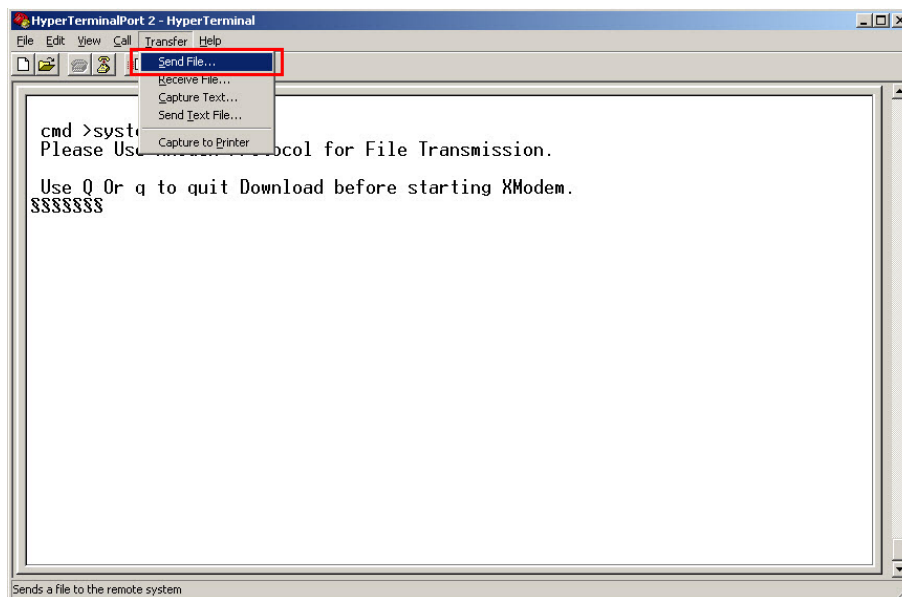 HyperTerminalPort 2 - HyperTerminal
File Edit View Call Transfer Help
Send File...
Receive File...
Capture Text...
Send Text File...
Capture to Printer
cmd >syst
Please Use Protocol for File Transmission.
Use Q Or q to quit Download before starting XModem.
§§§§§§§
Sends a file to the remote system